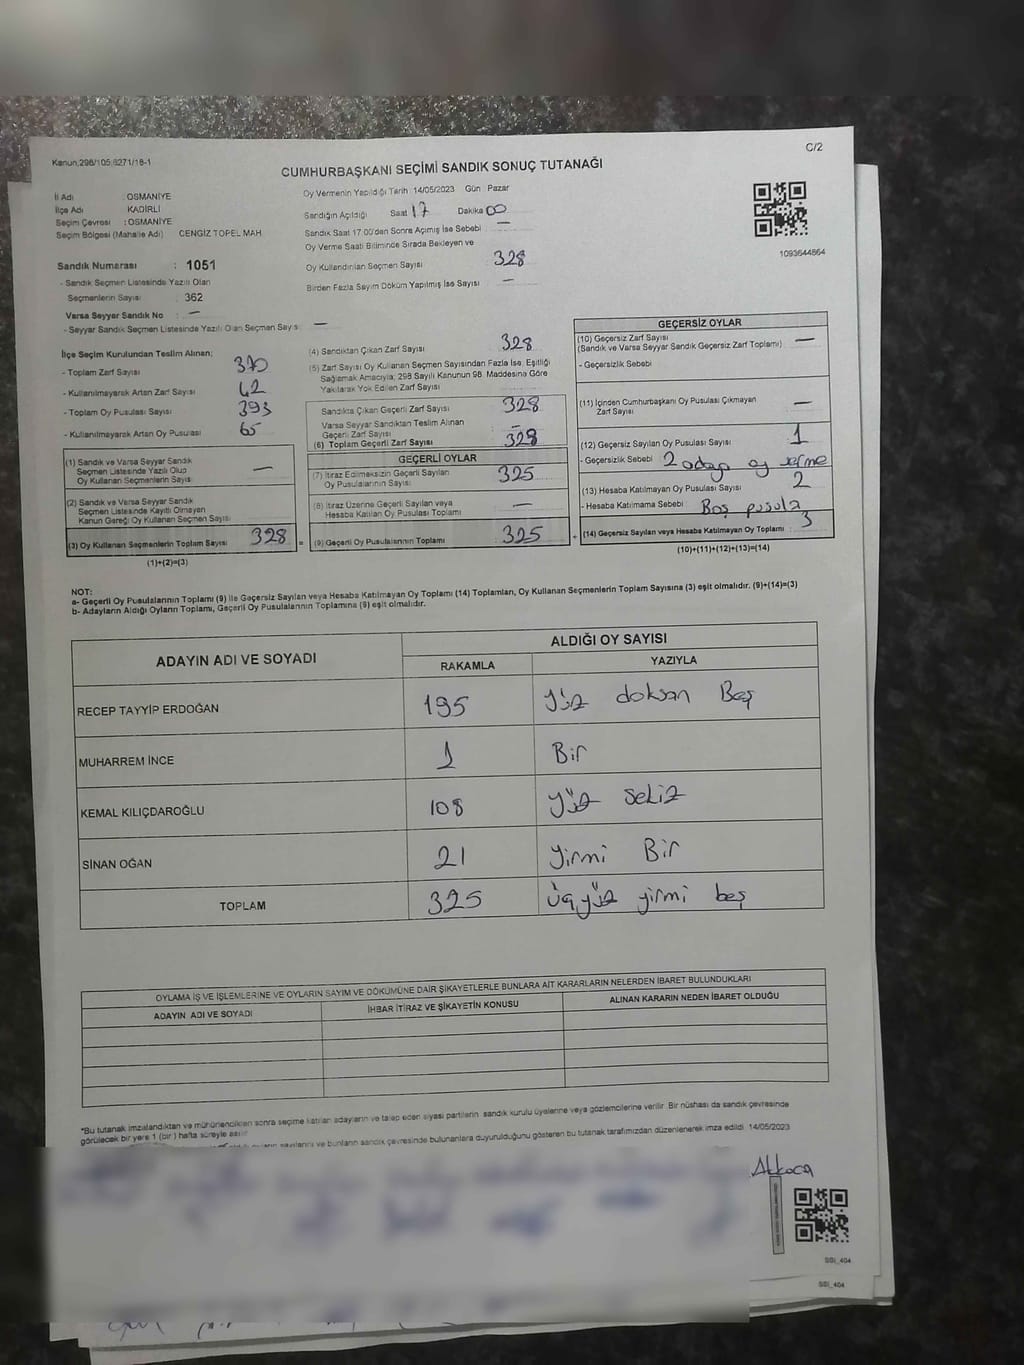 Kanun;298/105,6271/18-1
C/2
CUMHURBAŞKANI SEÇİMİ SANDIK SONUÇ TUTANAĞI
İl Adı : OSMANİYE
İlçe Adı KADİRLİ
Seçim Çevresi : OSMANİYE
Seçim Bölgesi (Mahalle Adı) CENGİZ TOPEL MAH.
Oy Vermenin Yapıldığı Tarih 14/05/2023 Gün Pazar
Sandığın Açıldığı Saat 17 Dakika 00
Sandık Saat 17.00'den Sonra Açılmış İse Sebebi —
Oy Verme Saati Bitiminde Sırada Bekleyen ve
Oy Kullandırılan Seçmen Sayısı 328
Birden Fazla Sayım Döküm Yapılmış İse Sayısı —
1093644864
Sandık Numarası : 1051
- Sandık Seçmen Listesinde Yazılı Olan
Seçmenlerin Sayısı : 362
Varsa Seyyar Sandık No : —
- Seyyar Sandık Seçmen Listesinde Yazılı Olan Seçmen Sayısı —
İlçe Seçim Kurulundan Teslim Alınan;
- Toplam Zarf Sayısı 370
- Kullanılmayarak Artan Zarf Sayısı 42
- Toplam Oy Pusulası Sayısı 393
- Kullanılmayarak Artan Oy Pusulası 65
(1) Sandık ve Varsa Seyyar Sandık
Seçmen Listesinde Yazılı Olup
Oy Kullanan Seçmen Sayısı —
(2) Sandık ve Varsa Seyyar Sandık
Seçmen Listesinde Kayıtlı Olmayan
Kanun Gereği Oy Kullanan Seçmen Sayısı
(3) Oy Kullanan Seçmenlerin Toplam Sayısı 328 =
(1)+(2)=(3)
(4) Sandıktan Çıkan Zarf Sayısı 328
(5) Zarf Sayısı Oy Kullanan Seçmen Sayısından Fazla İse, Eşitliği
Sağlamak Amacıyla, 298 Sayılı Kanunun 98. Maddesine Göre
Yakılarak Yok Edilen Zarf Sayısı
Sandıkta Çıkan Geçerli Zarf Sayısı 328
Varsa Seyyar Sandıktan Teslim Alınan
Geçerli Zarf Sayısı —
(6) Toplam Geçerli Zarf Sayısı 328
GEÇERLİ OYLAR
(7) İtiraz Edilmeksizin Geçerli Sayılan
Oy Pusulalarının Sayısı 325
(8) İtiraz Üzerine Geçerli Sayılan veya
Hesaba Katılan Oy Pusulası Toplamı —
(9) Geçerli Oy Pusulalarının Toplamı : 325 +
GEÇERSİZ OYLAR
(10) Geçersiz Zarf Sayısı
(Sandık ve Varsa Seyyar Sandık Geçersiz Zarf Toplamı) —
- Geçersizlik Sebebi
(11) İçinden Cumhurbaşkanı Oy Pusulası Çıkmayan
Zarf Sayısı —
(12) Geçersiz Sayılan Oy Pusulası Sayısı 1
- Geçersizlik Sebebi 2 adaya oy verme
(13) Hesaba Katılmayan Oy Pusulası Sayısı 2
- Hesaba Katılmama Sebebi Boş pusula
(14) Geçersiz Sayılan veya Hesaba Katılmayan Oy Toplamı 3
(10)+(11)+(12)+(13)=(14)
NOT:
a- Geçerli Oy Pusulalarının Toplamı (9) ile Geçersiz Sayılan veya Hesaba Katılmayan Oy Toplamı (14) Toplamları, Oy Kullanan Seçmenlerin Toplam Sayısına (3) eşit olmalıdır. (9)+(14)=(3)
b- Adayların Aldığı Oyların Toplamı, Geçerli Oy Pusulalarının Toplamına (9) eşit olmalıdır.
ADAYIN ADI VE SOYADI
ALDIĞI OY SAYISI
RAKAMLA YAZIYLA
RECEP TAYYİP ERDOĞAN 195 Yüz doksan Beş
MUHARREM İNCE 1 Bir
KEMAL KILIÇDAROĞLU 108 Yüz Sekiz
SİNAN OĞAN 21 Yirmi Bir
TOPLAM 325 üçyüz yirmi beş
OYLAMA İŞ VE İŞLEMLERİNE VE OYLARIN SAYIM VE DÖKÜMÜNE DAİR ŞİKAYETLERLE BUNLARA AİT KARARLARIN NELERDEN İBARET BULUNDUKLARI
ADAYIN ADI VE SOYADI İHBAR İTİRAZ VE ŞİKAYETİN KONUSU ALINAN KARARIN NEDEN İBARET OLDUĞU
*Bu tutanak imzalandıktan ve mühürlendikten sonra seçime katılan adayların ve talep eden siyasi partilerin sandık kurulu üyelerine veya gözlemcilerine verilir. Bir nüshası da sandık çevresinde
görülecek bir yere 1 (bir) hafta süreyle asılır
sayılarını ve bunların sandık çevresinde bulunanlara duyurulduğunu gösteren bu tutanak tarafımızdan düzenlenerek imza edildi. 14/05/2023
Akkoca
SSI_404
SSI_404